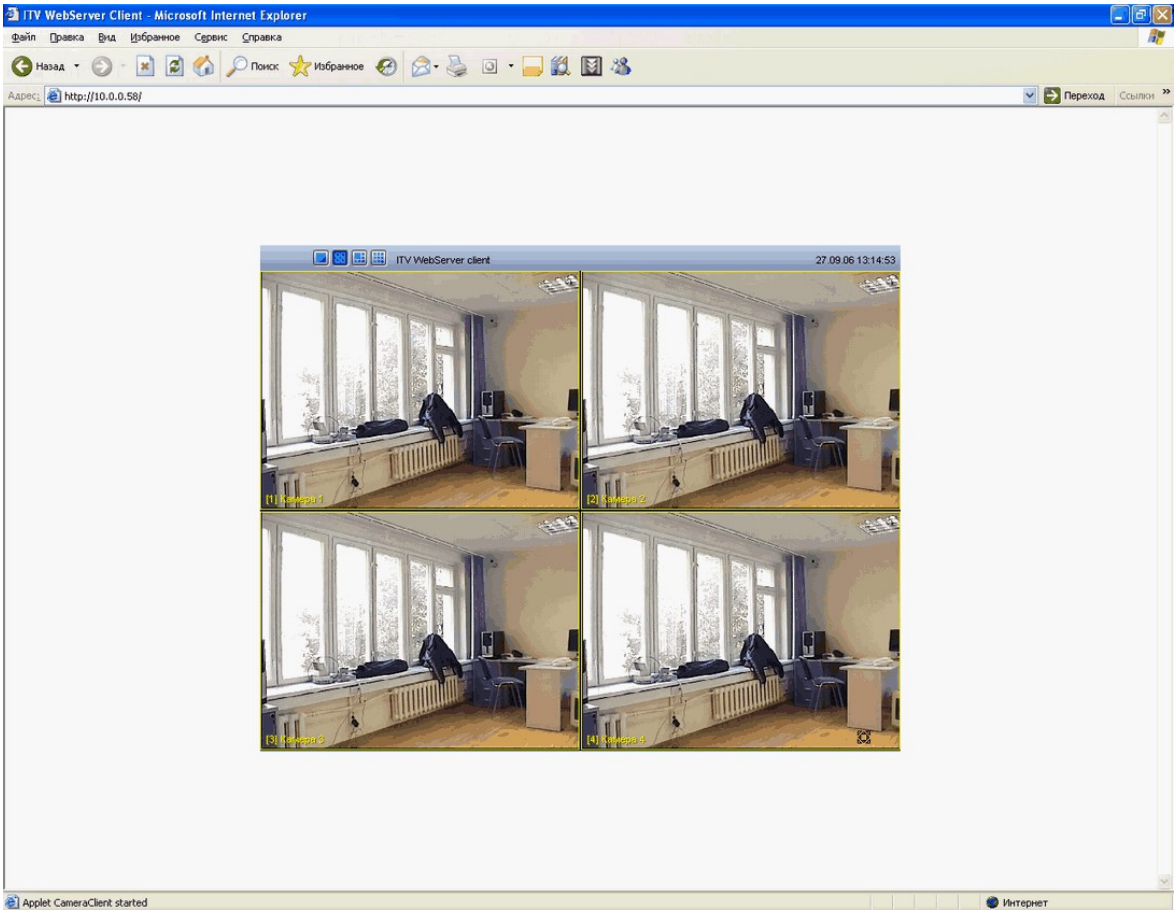 ITV WebServer Client - Microsoft Internet Explorer
Файл Правка Вид Избранное Сервис Справка
Назад Поиск Избранное
Адрес: http://10.0.0.58/ Переход Ссылки »
ITV WebServer client 27.09.06 13:14:53
[1] Камера 1 [2] Камера 2
[3] Камера 3 [4] Камера 4
Applet CameraClient started Интернет